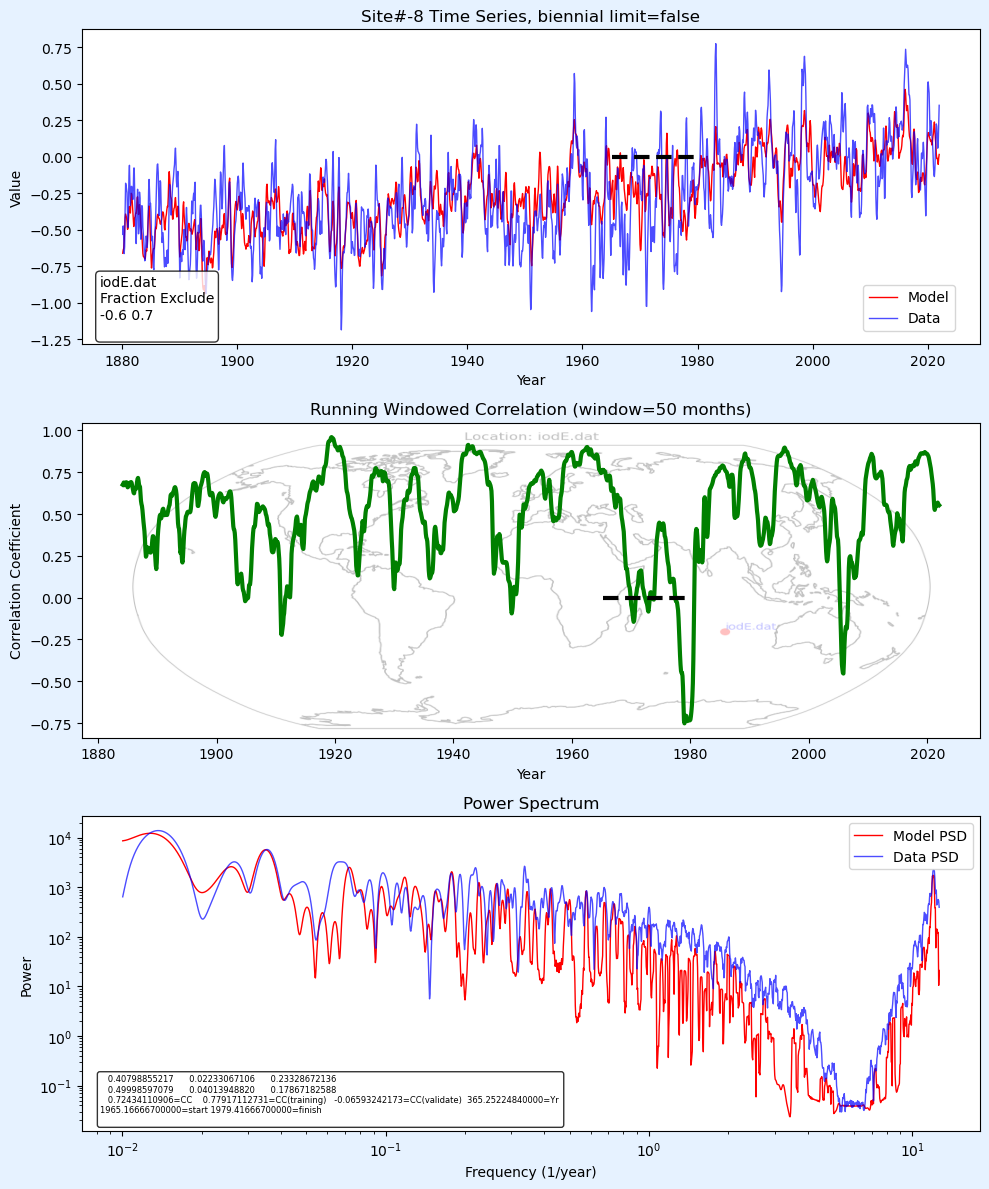 Site#-8 Time Series, biennial limit=false
Value
0.75
0.50
0.25
0.00
−0.25
−0.50
−0.75
−1.00
−1.25
iodE.dat
Fraction Exclude
-0.6 0.7
Model
Data
1880
1900
1920
1940
1960
1980
2000
2020
Year
Running Windowed Correlation (window=50 months)
Location: iodE.dat
Correlation Coefficient
1.00
0.75
0.50
0.25
0.00
−0.25
−0.50
−0.75
iodE.dat
1880
1900
1920
1940
1960
1980
2000
2020
Year
Power Spectrum
Power
10⁴
10³
10²
10¹
10⁰
10⁻¹
Model PSD
Data PSD
0.40798855217 0.02233067106 0.23328672136
0.49998597079 0.04013948820 0.17867182588
0.72434110906=CC 0.77917112731=CC(training) -0.06593242173=CC(validate) 365.25224840000=Yr
1965.16666700000=start 1979.41666700000=finish
10⁻²
10⁻¹
10⁰
10¹
Frequency (1/year)